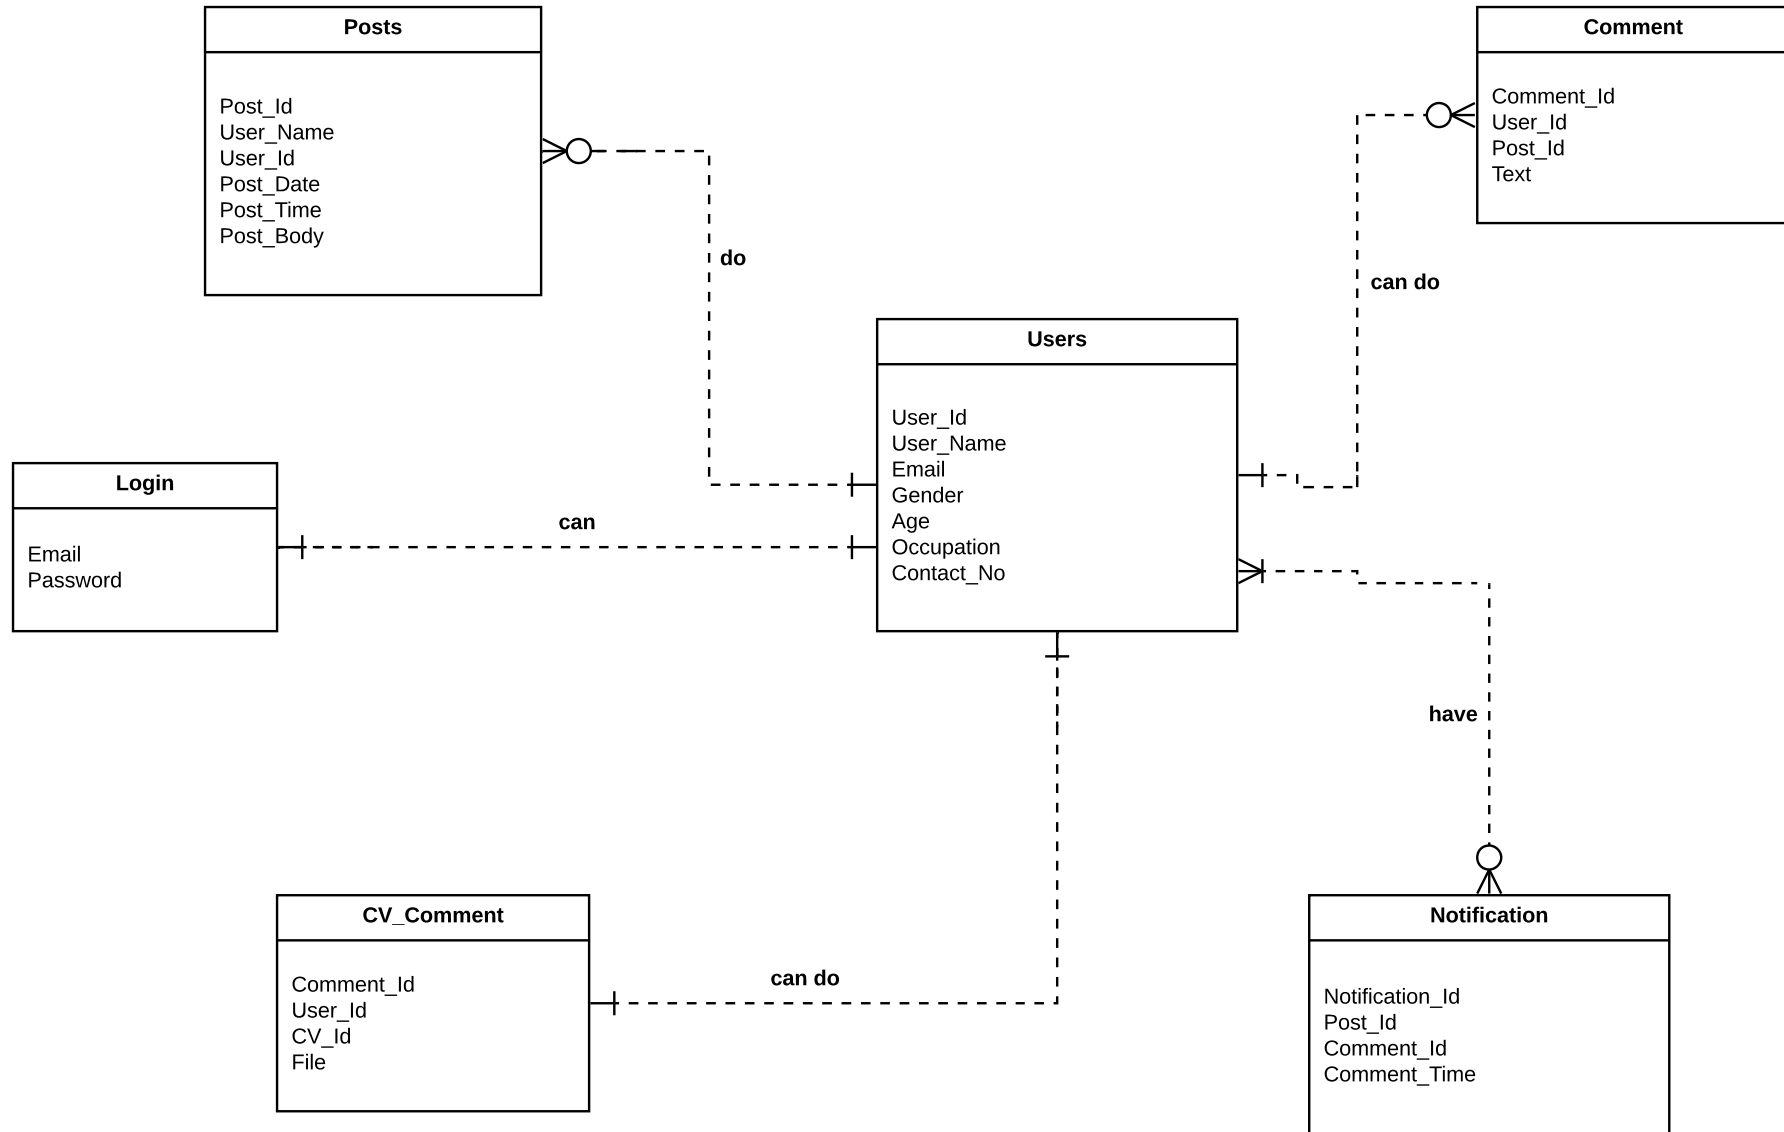 Posts
Post_Id
User_Name
User_Id
Post_Date
Post_Time
Post_Body
Comment
Comment_Id
User_Id
Post_Id
Text
do
can do
Users
User_Id
User_Name
Email
Gender
Age
Occupation
Contact_No
Login
Email
Password
can
have
CV_Comment
Comment_Id
User_Id
CV_Id
File
can do
Notification
Notification_Id
Post_Id
Comment_Id
Comment_Time